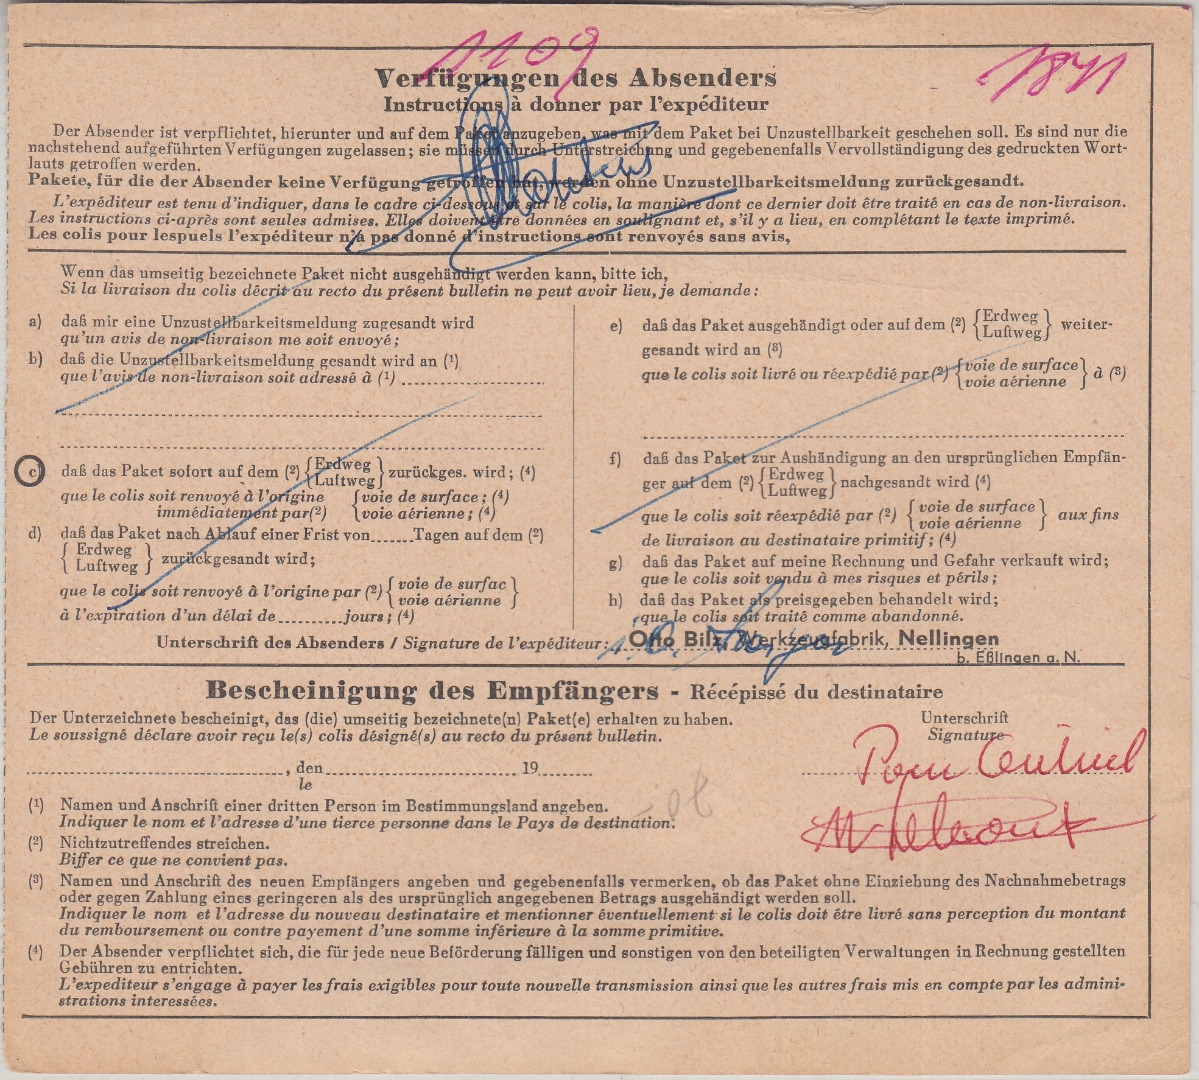 1109
1841
Verfügungen des Absenders
Instructions à donner par l'expéditeur
Der Absender ist verpflichtet, hierunter und auf dem Paket anzugeben, was mit dem Paket bei Unzustellbarkeit geschehen soll. Es sind nur die
nachstehend aufgeführten Verfügungen zugelassen; sie müssen durch Unterstreichung und gegebenenfalls Vervollständigung des gedruckten Wort-
lauts getroffen werden.
Pakete, für die der Absender keine Verfügung getroffen hat, werden ohne Unzustellbarkeitsmeldung zurückgesandt.
L'expéditeur est tenu d'indiquer, dans le cadre ci-dessous et sur le colis, la manière dont ce dernier doit être traité en cas de non-livraison.
Les instructions ci-après sont seules admises. Elles doivent être données en soulignant et, s'il y a lieu, en complétant le texte imprimé.
Les colis pour lespuels l'expéditeur n'a pas donné d'instructions sont renvoyés sans avis,
Wenn das umseitig bezeichnete Paket nicht ausgehändigt werden kann, bitte ich,
Si la livraison du colis décrit au recto du présent bulletin ne peut avoir lieu, je demande:
a) daß mir eine Unzustellbarkeitsmeldung zugesandt wird
qu'un avis de non-livraison me soit envoyé;
b) daß die Unzustellbarkeitsmeldung gesandt wird an (1)
que l'avis de non-livraison soit adressé à (1)
c) daß das Paket sofort auf dem (2) {Erdweg
Luftweg} zurückges. wird; (4)
que le colis soit renvoyé à l'origine {voie de surface; (4)
immédiatement par (2) voie aérienne; (4)
d) daß das Paket nach Ablauf einer Frist von......Tagen auf dem (2)
{Erdweg
Luftweg} zurückgesandt wird;
que le colis soit renvoyé à l'origine par (2) {voie de surfac
voie aérienne}
à l'expiration d'un délai de.........jours; (4)
e) daß das Paket ausgehändigt oder auf dem (2) {Erdweg
Luftweg} weiter-
gesandt wird an (3)
que le colis soit livré ou réexpédié par (2) {voie de surface
voie aérienne} à (3)
f) daß das Paket zur Aushändigung an den ursprünglichen Empfän-
ger auf dem (2) {Erdweg
Luftweg} nachgesandt wird (4)
que le colis soit réexpédié par (2) {voie de surface
voie aérienne} aux fins
de livraison au destinataire primitif; (4)
g) daß das Paket auf meine Rechnung und Gefahr verkauft wird;
que le colis soit vendu à mes risques et périls;
h) daß das Paket als preisgegeben behandelt wird;
que le colis soit traité comme abandonné.
Unterschrift des Absenders / Signature de l'expéditeur: Otto Bilz, Werkzeugfabrik, Nellingen
b. Eßlingen a. N.
Bescheinigung des Empfängers - Récépissé du destinataire
Der Unterzeichnete bescheinigt, das (die) umseitig bezeichnete(n) Paket(e) erhalten zu haben.
Le soussigné déclare avoir reçu le(s) colis désigné(s) au recto du présent bulletin.
Unterschrift
Signature
, den 19
le
(1) Namen und Anschrift einer dritten Person im Bestimmungsland angeben.
Indiquer le nom et l'adresse d'une tierce personne dans le Pays de destination.
(2) Nichtzutreffendes streichen.
Biffer ce que ne convient pas.
(3) Namen und Anschrift des neuen Empfängers angeben und gegebenenfalls vermerken, ob das Paket ohne Einziehung des Nachnahmebetrags
oder gegen Zahlung eines geringeren als des ursprünglich angegebenen Betrags ausgehändigt werden soll.
Indiquer le nom et l'adresse du nouveau destinataire et mentionner éventuellement si le colis doit être livré sans perception du montant
du remboursement ou contre payement d'une somme inférieure à la somme primitive.
(4) Der Absender verpflichtet sich, die für jede neue Beförderung fälligen und sonstigen von den beteiligten Verwaltungen in Rechnung gestellten
Gebühren zu entrichten.
L'expediteur s'engage à payer les frais exigibles pour toute nouvelle transmission ainsi que les autres frais mis en compte par les admini-
strations interessées.